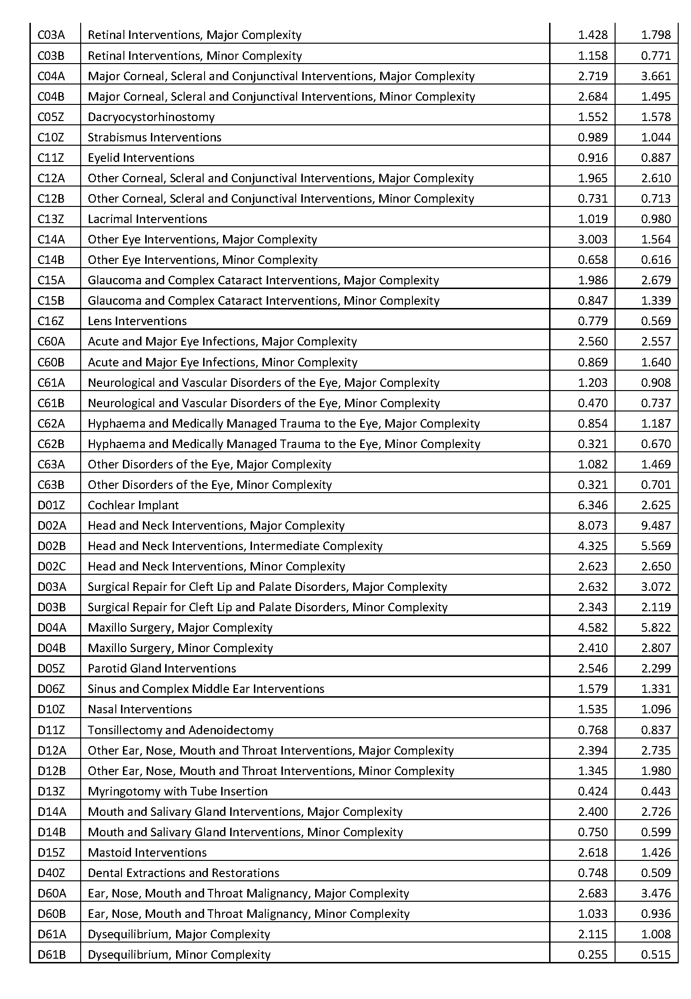 C03A Retinal Interventions, Major Complexity 1.428 1.798
C03B Retinal Interventions, Minor Complexity 1.158 0.771
C04A Major Corneal, Scleral and Conjunctival Interventions, Major Complexity 2.719 3.661
C04B Major Corneal, Scleral and Conjunctival Interventions, Minor Complexity 2.684 1.495
C05Z Dacryocystorhinostomy 1.552 1.578
C10Z Strabismus Interventions 0.989 1.044
C11Z Eyelid Interventions 0.916 0.887
C12A Other Corneal, Scleral and Conjunctival Interventions, Major Complexity 1.965 2.610
C12B Other Corneal, Scleral and Conjunctival Interventions, Minor Complexity 0.731 0.713
C13Z Lacrimal Interventions 1.019 0.980
C14A Other Eye Interventions, Major Complexity 3.003 1.564
C14B Other Eye Interventions, Minor Complexity 0.658 0.616
C15A Glaucoma and Complex Cataract Interventions, Major Complexity 1.986 2.679
C15B Glaucoma and Complex Cataract Interventions, Minor Complexity 0.847 1.339
C16Z Lens Interventions 0.779 0.569
C60A Acute and Major Eye Infections, Major Complexity 2.560 2.557
C60B Acute and Major Eye Infections, Minor Complexity 0.869 1.640
C61A Neurological and Vascular Disorders of the Eye, Major Complexity 1.203 0.908
C61B Neurological and Vascular Disorders of the Eye, Minor Complexity 0.470 0.737
C62A Hyphaema and Medically Managed Trauma to the Eye, Major Complexity 0.854 1.187
C62B Hyphaema and Medically Managed Trauma to the Eye, Minor Complexity 0.321 0.670
C63A Other Disorders of the Eye, Major Complexity 1.082 1.469
C63B Other Disorders of the Eye, Minor Complexity 0.321 0.701
D01Z Cochlear Implant 6.346 2.625
D02A Head and Neck Interventions, Major Complexity 8.073 9.487
D02B Head and Neck Interventions, Intermediate Complexity 4.325 5.569
D02C Head and Neck Interventions, Minor Complexity 2.623 2.650
D03A Surgical Repair for Cleft Lip and Palate Disorders, Major Complexity 2.632 3.072
D03B Surgical Repair for Cleft Lip and Palate Disorders, Minor Complexity 2.343 2.119
D04A Maxillo Surgery, Major Complexity 4.582 5.822
D04B Maxillo Surgery, Minor Complexity 2.410 2.807
D05Z Parotid Gland Interventions 2.546 2.299
D06Z Sinus and Complex Middle Ear Interventions 1.579 1.331
D10Z Nasal Interventions 1.535 1.096
D11Z Tonsillectomy and Adenoidectomy 0.768 0.837
D12A Other Ear, Nose, Mouth and Throat Interventions, Major Complexity 2.394 2.735
D12B Other Ear, Nose, Mouth and Throat Interventions, Minor Complexity 1.345 1.980
D13Z Myringotomy with Tube Insertion 0.424 0.443
D14A Mouth and Salivary Gland Interventions, Major Complexity 2.400 2.726
D14B Mouth and Salivary Gland Interventions, Minor Complexity 0.750 0.599
D15Z Mastoid Interventions 2.618 1.426
D40Z Dental Extractions and Restorations 0.748 0.509
D60A Ear, Nose, Mouth and Throat Malignancy, Major Complexity 2.683 3.476
D60B Ear, Nose, Mouth and Throat Malignancy, Minor Complexity 1.033 0.936
D61A Dysequilibrium, Major Complexity 2.115 1.008
D61B Dysequilibrium, Minor Complexity 0.255 0.515